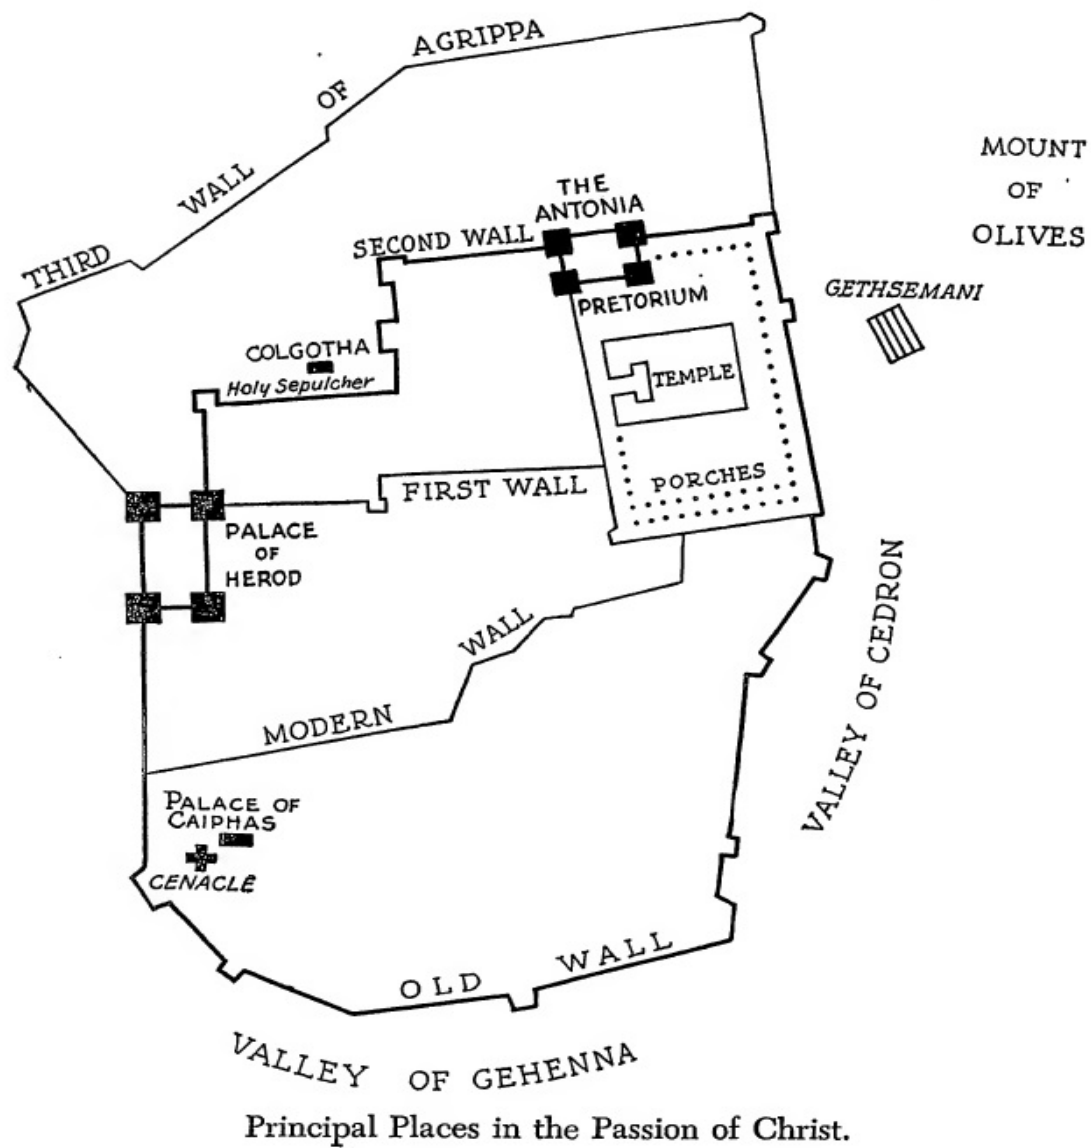 THIRD WALL OF AGRIPPA
MOUNT
OF
OLIVES
THE
ANTONIA
SECOND WALL
GETHSEMANI
PRETORIUM
COLGOTHA
Holy Sepulcher
TEMPLE
FIRST WALL
PORCHES
PALACE
OF
HEROD
MODERN WALL
VALLEY OF CEDRON
PALACE OF
CAIPHAS
CENACLE
OLD WALL
VALLEY OF GEHENNA
Principal Places in the Passion of Christ.